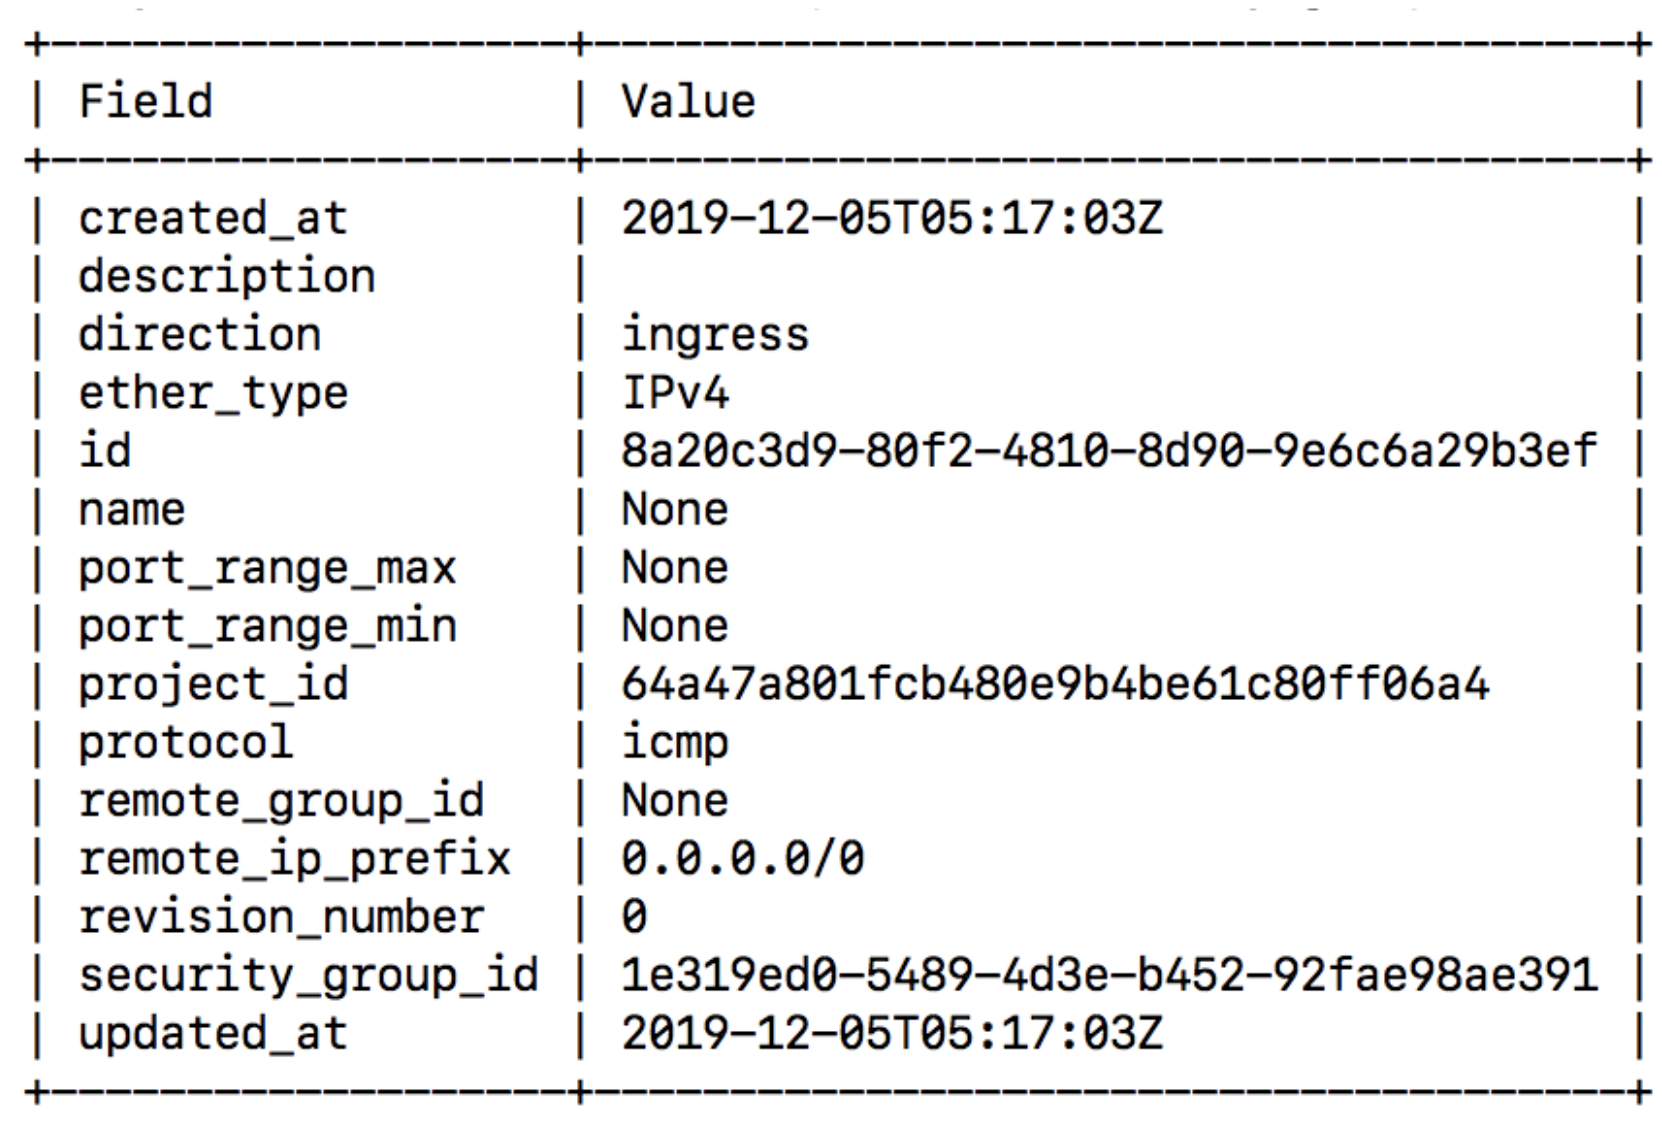 +-------------------+--------------------------------------+
| Field             | Value                                |
+-------------------+--------------------------------------+
| created_at        | 2019-12-05T05:17:03Z                 |
| description       |                                      |
| direction         | ingress                              |
| ether_type        | IPv4                                 |
| id                | 8a20c3d9-80f2-4810-8d90-9e6c6a29b3ef |
| name              | None                                 |
| port_range_max    | None                                 |
| port_range_min    | None                                 |
| project_id        | 64a47a801fcb480e9b4be61c80ff06a4     |
| protocol          | icmp                                 |
| remote_group_id   | None                                 |
| remote_ip_prefix  | 0.0.0.0/0                            |
| revision_number   | 0                                    |
| security_group_id | 1e319ed0-5489-4d3e-b452-92fae98ae391 |
| updated_at        | 2019-12-05T05:17:03Z                 |
+-------------------+--------------------------------------+